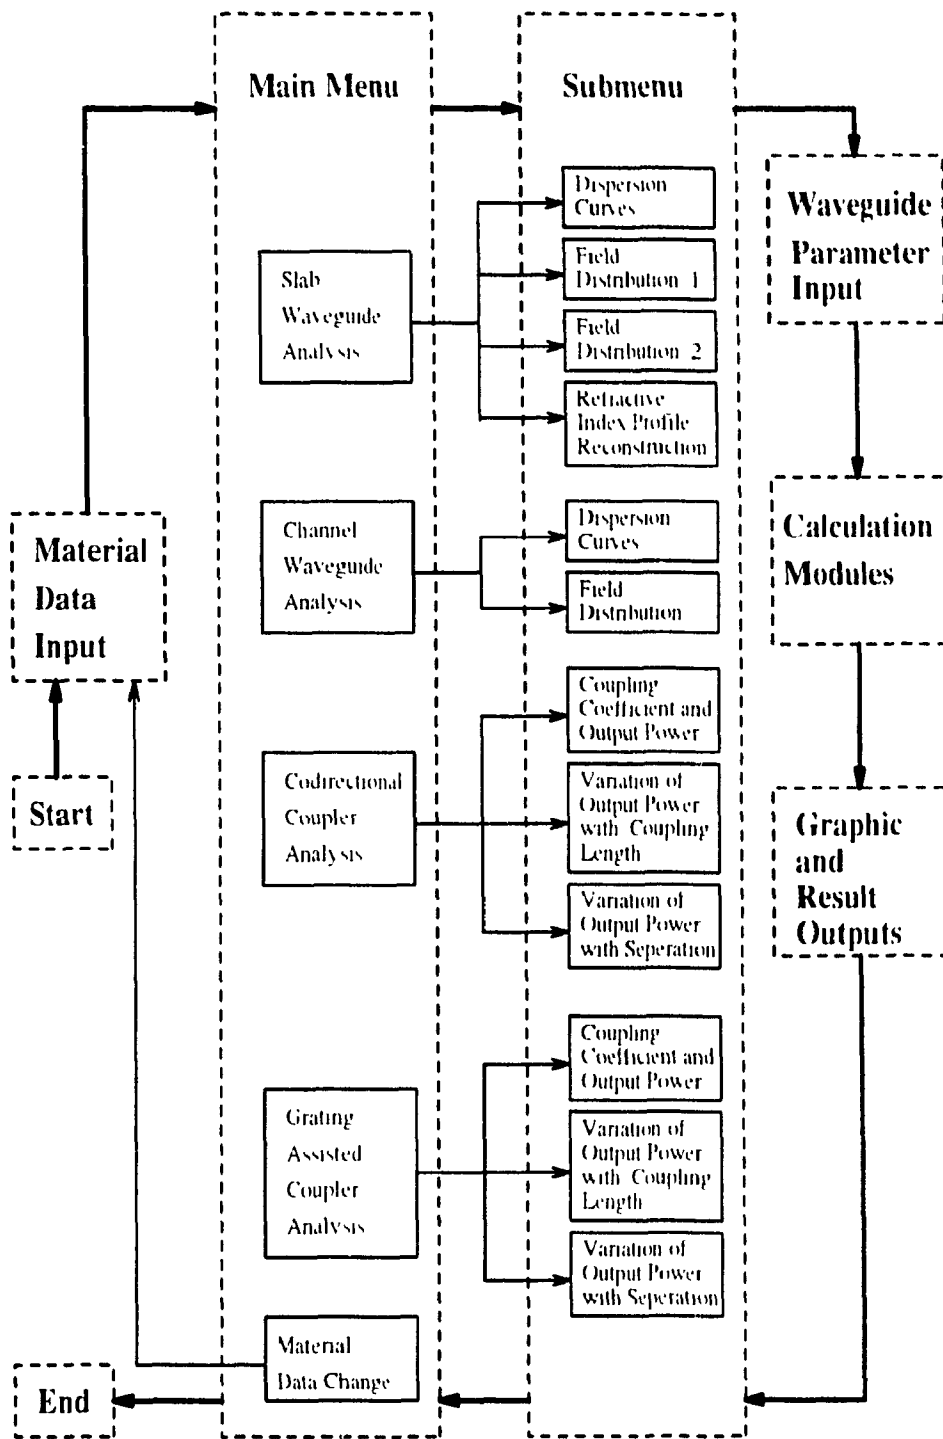 Main Menu
Submenu
Dispersion
Curves
Field
Distribution 1
Field
Distribution 2
Refractive
Index Profile
Reconstruction
Slab
Waveguide
Analysis
Channel
Waveguide
Analysis
Dispersion
Curves
Field
Distribution
Codirectional
Coupler
Analysis
Coupling
Coefficient and
Output Power
Variation of
Output Power
with Coupling
Length
Variation of
Output Power
with Seperation
Grating
Assisted
Coupler
Analysis
Coupling
Coefficient and
Output Power
Variation of
Output Power
with Coupling
Length
Variation of
Output Power
with Seperation
Material
Data Change
Waveguide
Parameter
Input
Calculation
Modules
Graphic
and
Result
Outputs
Material
Data
Input
Start
End